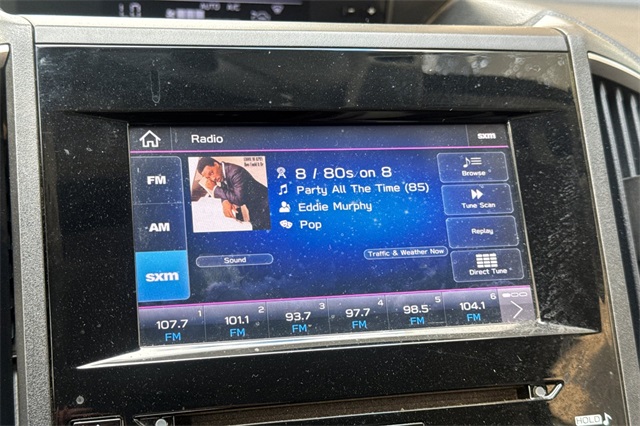 AUTO A/C
Radio
sxm
FM
AM
sxm
8 / 80s on 8
Party All The Time (85)
Eddie Murphy
Pop
Sound
Traffic & Weather Now
Browse
Tune Scan
Replay
Direct Tune
1
107.7
FM
2
101.1
FM
3
93.7
FM
4
97.7
FM
5
98.5
FM
6
104.1
FM
HOLD